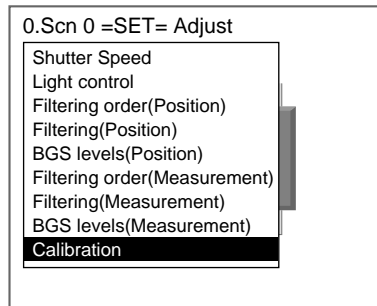 0.Scn 0 =SET= Adjust
Shutter Speed
Light control
Filtering order(Position)
Filtering(Position)
BGS levels(Position)
Filtering order(Measurement)
Filtering(Measurement)
BGS levels(Measurement)
Calibration